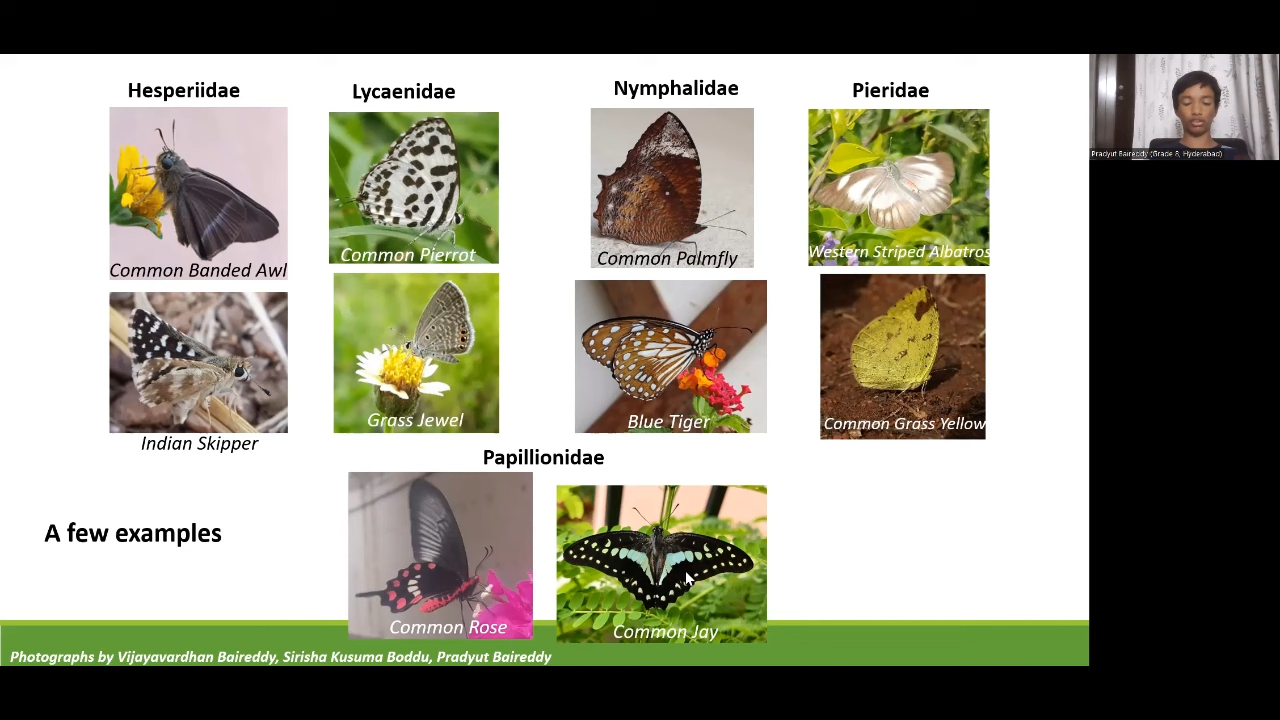 Hesperiidae
Lycaenidae
Nymphalidae
Pieridae
Common Banded Awl
Common Pierrot
Common Palmfly
Western Striped Albatros
Indian Skipper
Grass Jewel
Blue Tiger
Common Grass Yellow
Papillionidae
A few examples
Common Rose
Common Jay
Photographs by Vijayavardhan Baireddy, Sirisha Kusuma Boddu, Pradyut Baireddy
Pradyut Baireddy (Grade 8, Hyderabad)